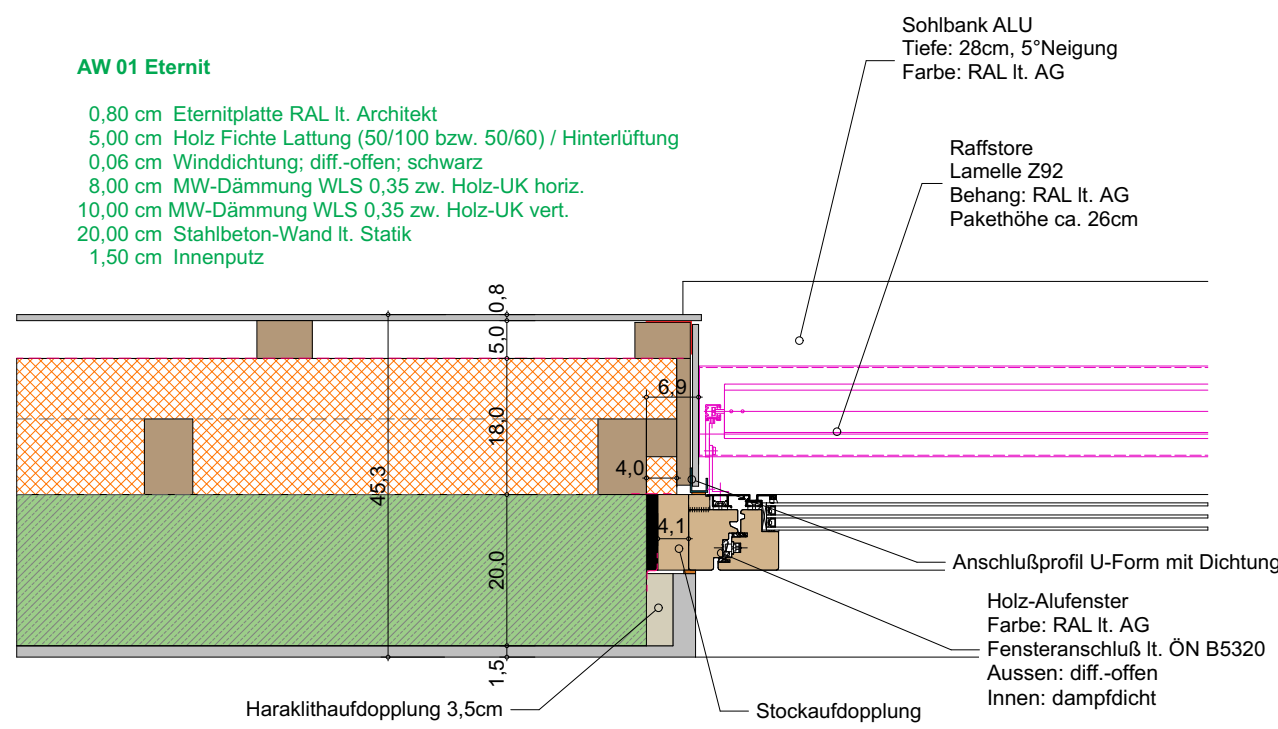 AW 01 Eternit
0,80 cm Eternitplatte RAL lt. Architekt
5,00 cm Holz Fichte Lattung (50/100 bzw. 50/60) / Hinterlüftung
0,06 cm Winddichtung; diff.-offen; schwarz
8,00 cm MW-Dämmung WLS 0,35 zw. Holz-UK horiz.
10,00 cm MW-Dämmung WLS 0,35 zw. Holz-UK vert.
20,00 cm Stahlbeton-Wand lt. Statik
1,50 cm Innenputz
Sohlbank ALU
Tiefe: 28cm, 5°Neigung
Farbe: RAL lt. AG
Raffstore
Lamelle Z92
Behang: RAL lt. AG
Pakethöhe ca. 26cm
0,8
5,0
6,9
18,0
45,3
4,0
4,1
20,0
1,5
Anschlußprofil U-Form mit Dichtung
Holz-Alufenster
Farbe: RAL lt. AG
Fensteranschluß lt. ÖN B5320
Aussen: diff.-offen
Innen: dampfdicht
Haraklithaufdopplung 3,5cm
Stockaufdopplung